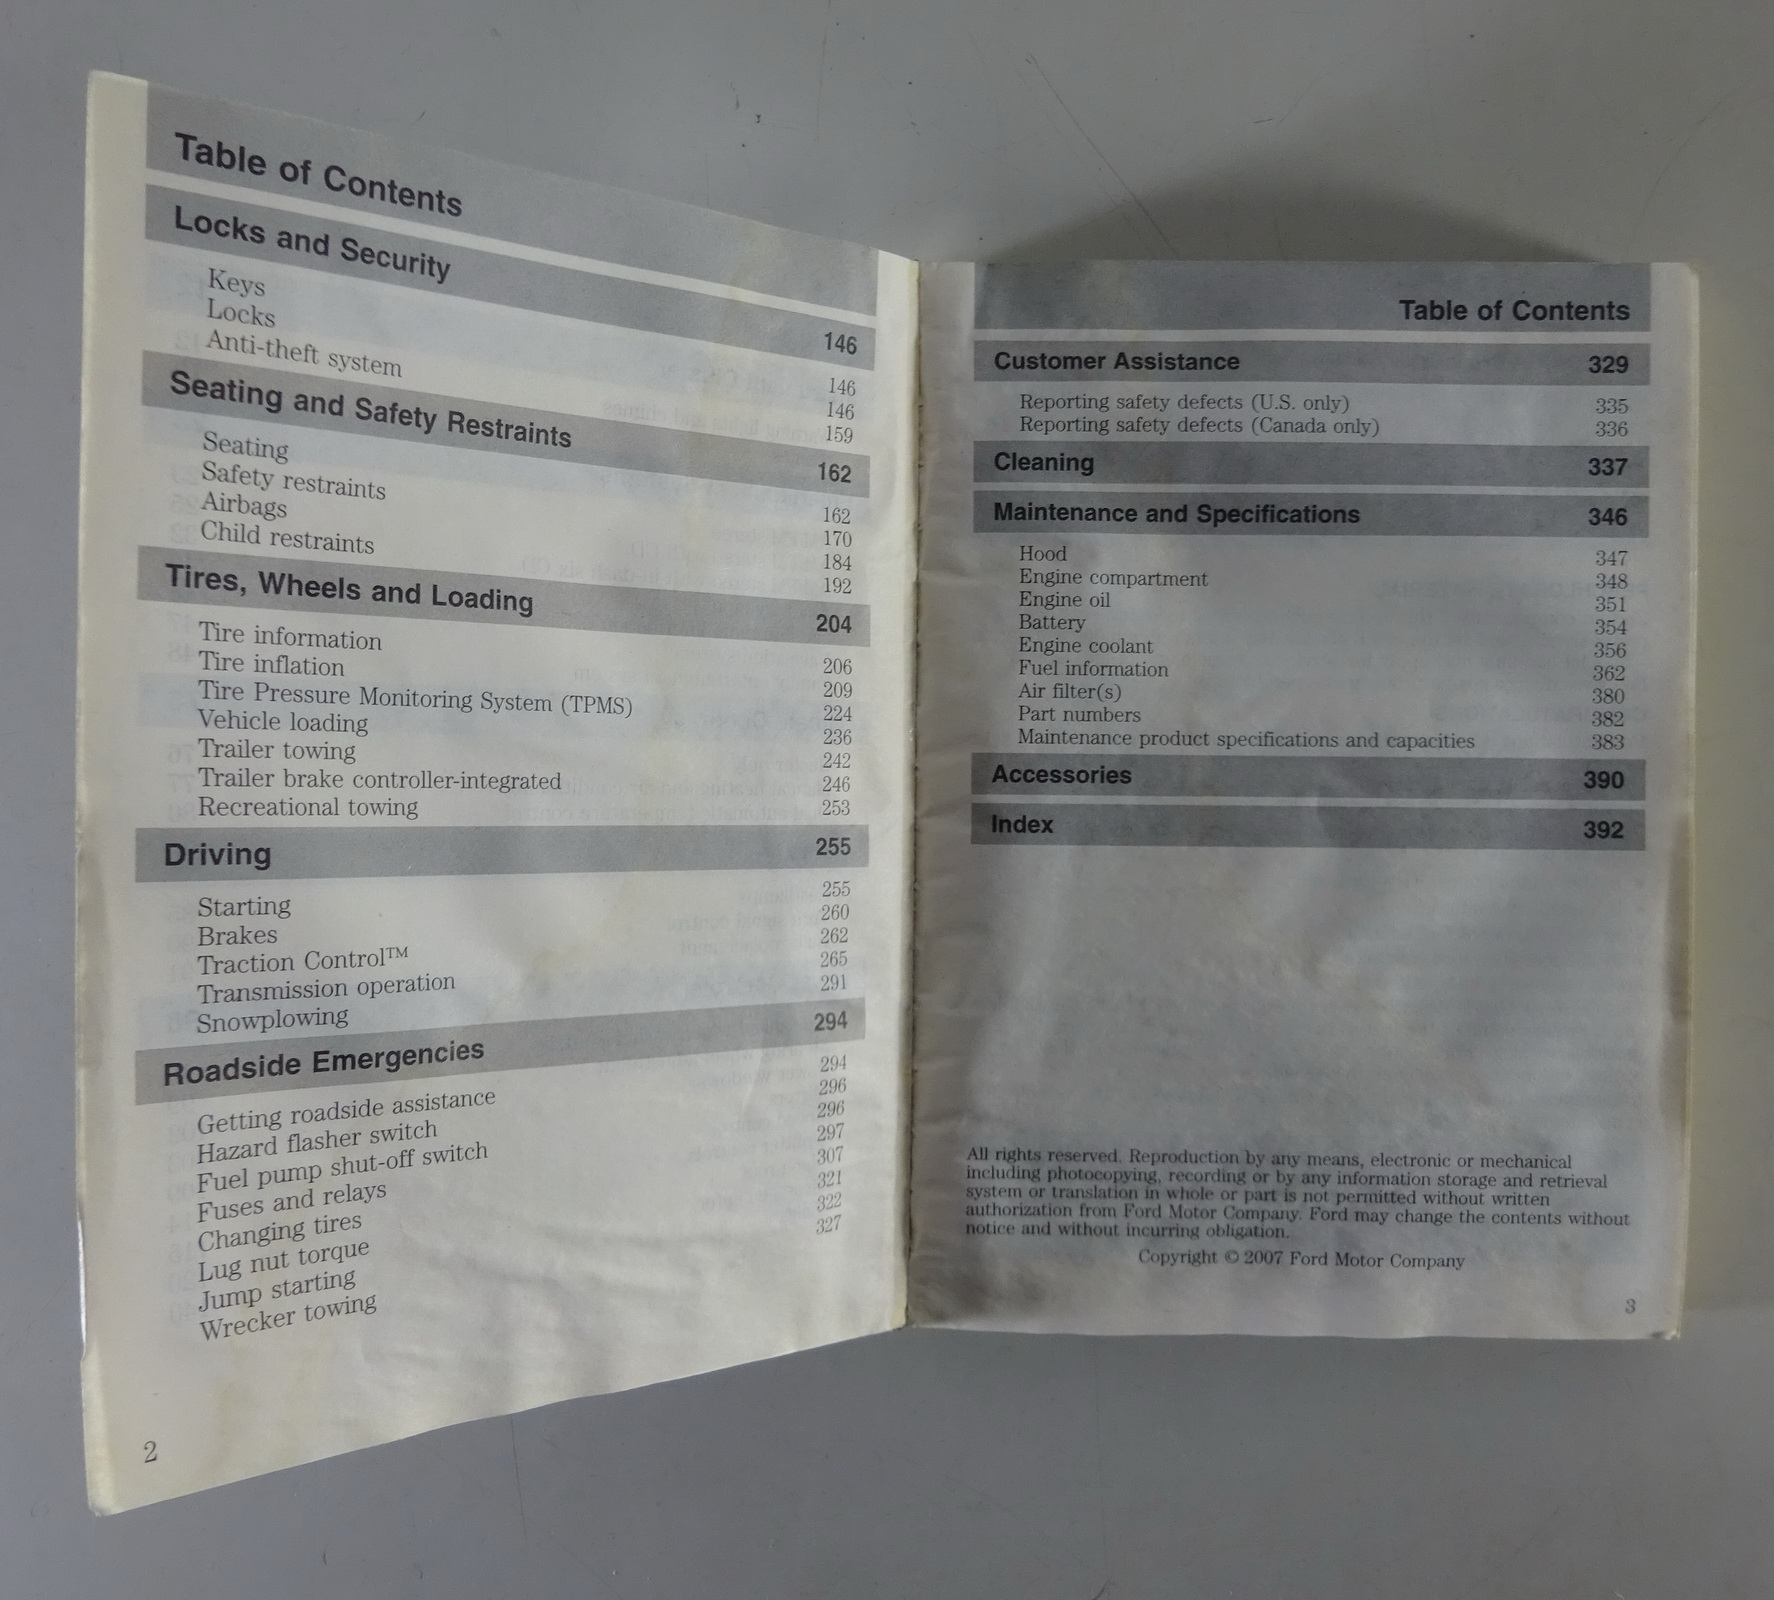 Table of Contents
Locks and Security 146
Keys 146
Locks 146
Anti-theft system 159
Seating and Safety Restraints 162
Seating 162
Safety restraints 170
Airbags 184
Child restraints 192
Tires, Wheels and Loading 204
Tire information 206
Tire inflation 209
Tire Pressure Monitoring System (TPMS) 224
Vehicle loading 236
Trailer towing 242
Trailer brake controller-integrated 246
Recreational towing 253
Driving 255
Starting 255
Brakes 260
Traction Control™ 262
Transmission operation 265
Snowplowing 291
Roadside Emergencies 294
Getting roadside assistance 294
Hazard flasher switch 296
Fuel pump shut-off switch 296
Fuses and relays 297
Changing tires 307
Lug nut torque 321
Jump starting 322
Wrecker towing 327
2
Table of Contents
Customer Assistance 329
Reporting safety defects (U.S. only) 335
Reporting safety defects (Canada only) 336
Cleaning 337
Maintenance and Specifications 346
Hood 347
Engine compartment 348
Engine oil 351
Battery 354
Engine coolant 356
Fuel information 362
Air filter(s) 380
Part numbers 382
Maintenance product specifications and capacities 383
Accessories 390
Index 392
All rights reserved. Reproduction by any means, electronic or mechanical
including photocopying, recording or by any information storage and retrieval
system or translation in whole or part is not permitted without written
authorization from Ford Motor Company. Ford may change the contents without
notice and without incurring obligation.
Copyright © 2007 Ford Motor Company
3